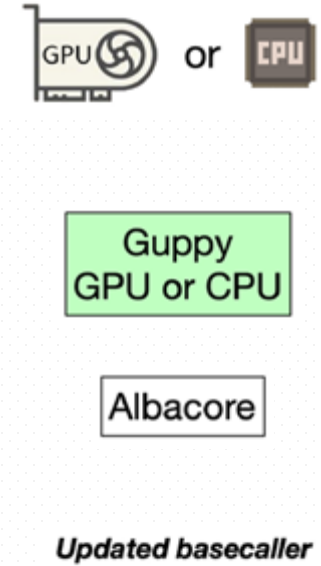 GPU or CPU
Guppy
GPU or CPU
Albacore
Updated basecaller